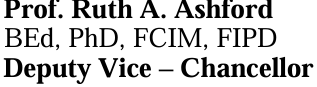 Prof. Ruth A. Ashford
BEd, PhD, FCIM, FIPD
Deputy Vice – Chancellor